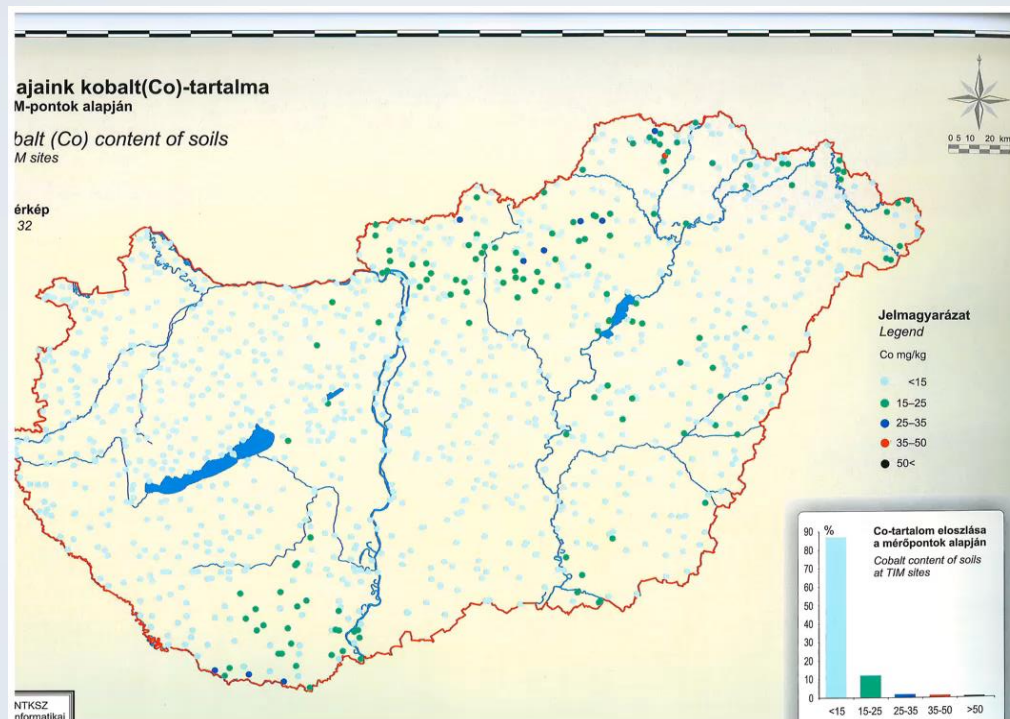 ajaink kobalt(Co)-tartalma
M-pontok alapján
balt (Co) content of soils
M sites
érkép
32
0 5 10 20 km
Jelmagyarázat
Legend
Co mg/kg
<15
15–25
25–35
35–50
50<
%
Co-tartalom eloszlása
a mérőpontok alapján
Cobalt content of soils
at TIM sites
90
80
70
60
50
40
30
20
10
0
<15 15-25 25-35 35-50 >50
NTKSZ
nformatikai